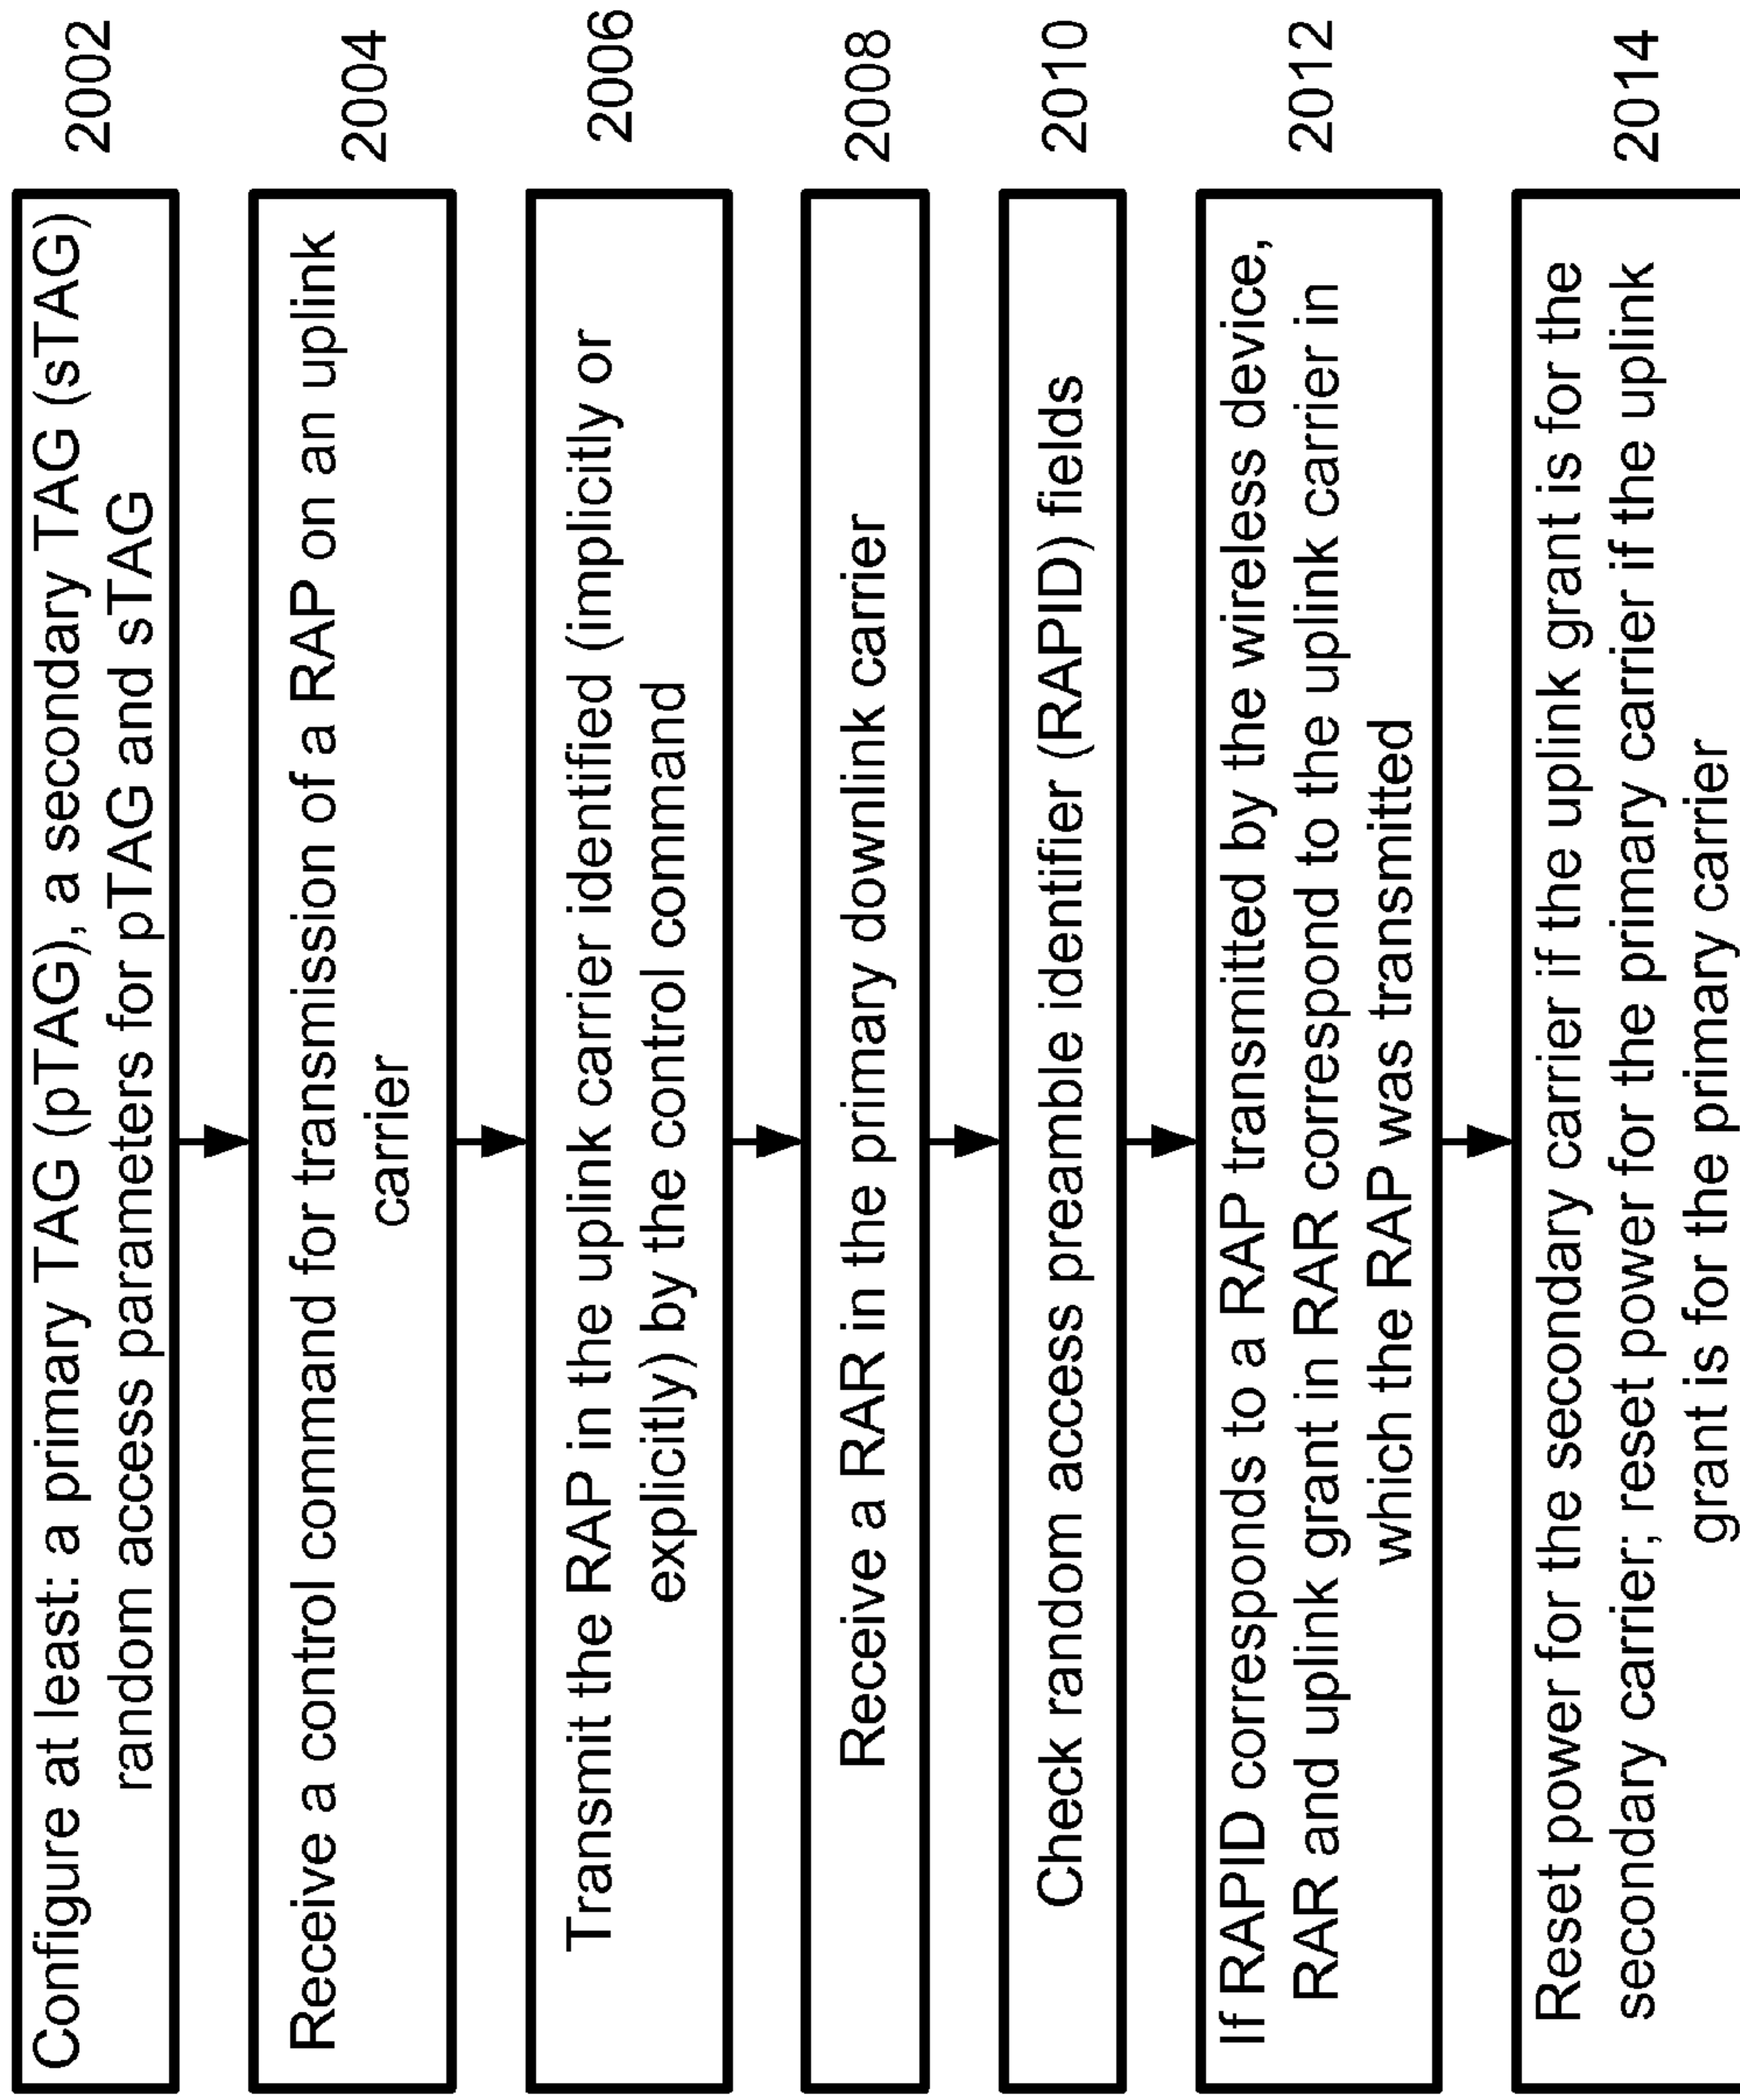 Configure at least: a primary TAG (pTAG), a secondary TAG (sTAG)
random access parameters for pTAG and sTAG
2002
Receive a control command for transmission of a RAP on an uplink
carrier
2004
Transmit the RAP in the uplink carrier identified (implicitly or
explicitly) by the control command
2006
Receive a RAR in the primary downlink carrier
2008
Check random access preamble identifier (RAPID) fields
2010
If RAPID corresponds to a RAP transmitted by the wireless device,
RAR and uplink grant in RAR correspond to the uplink carrier in
which the RAP was transmitted
2012
Reset power for the secondary carrier if the uplink grant is for the
secondary carrier; reset power for the primary carrier if the uplink
grant is for the primary carrier
2014